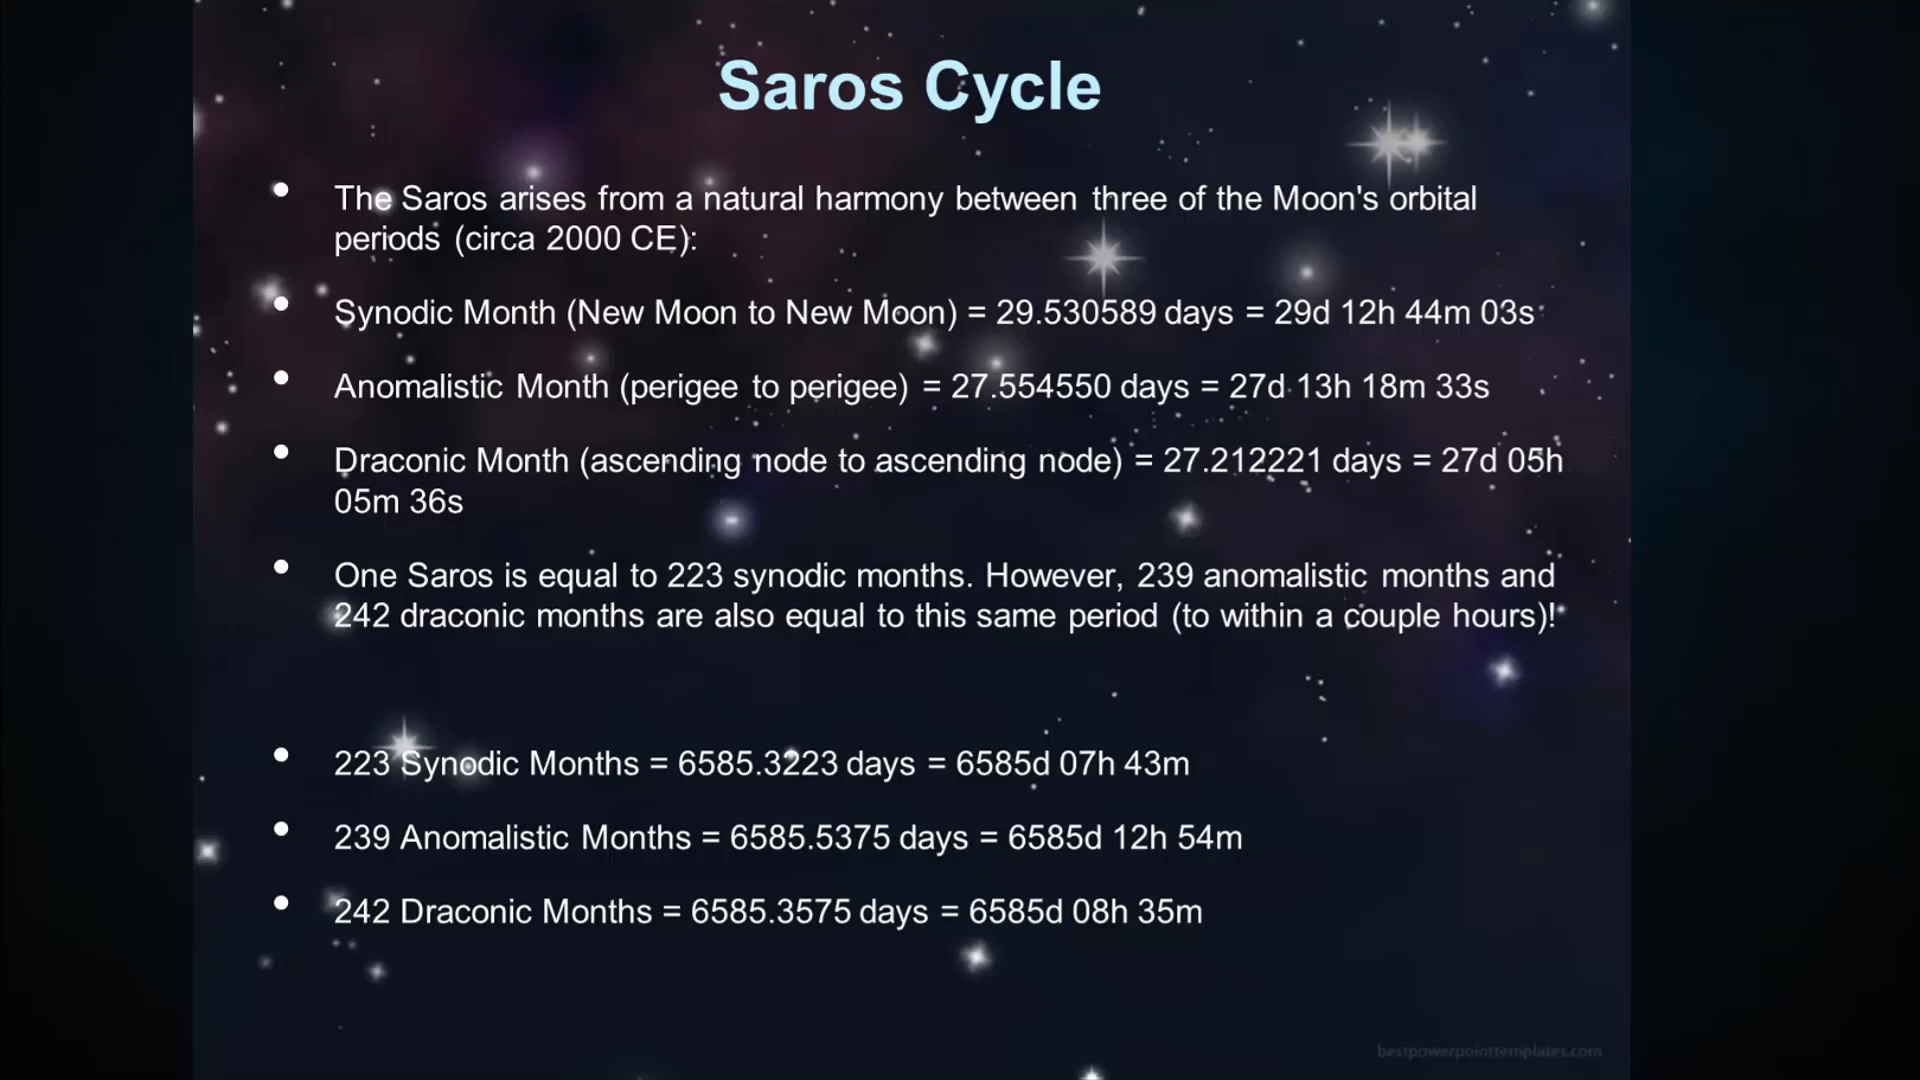 Saros Cycle
• The Saros arises from a natural harmony between three of the Moon's orbital
periods (circa 2000 CE):
• Synodic Month (New Moon to New Moon) = 29.530589 days = 29d 12h 44m 03s
• Anomalistic Month (perigee to perigee) = 27.554550 days = 27d 13h 18m 33s
• Draconic Month (ascending node to ascending node) = 27.212221 days = 27d 05h
05m 36s
• One Saros is equal to 223 synodic months. However, 239 anomalistic months and
242 draconic months are also equal to this same period (to within a couple hours)!
• 223 Synodic Months = 6585.3223 days = 6585d 07h 43m
• 239 Anomalistic Months = 6585.5375 days = 6585d 12h 54m
• 242 Draconic Months = 6585.3575 days = 6585d 08h 35m
bestpowerpointtemplates.com